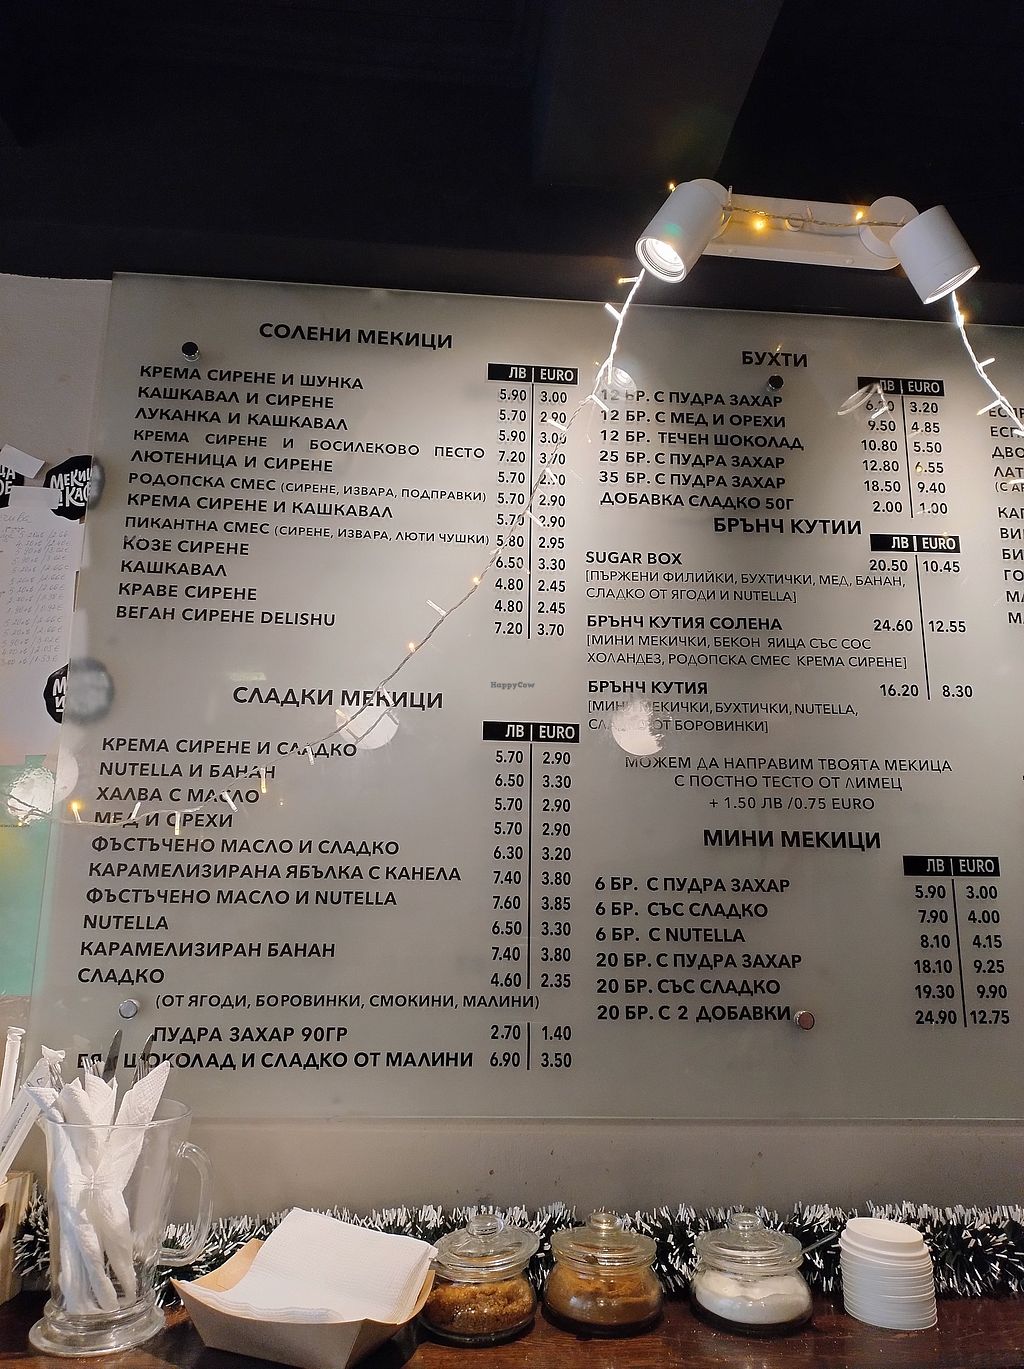 СОЛЕНИ МЕКИЦИ
ЛВ EURO
КРЕМА СИРЕНЕ И ШУНКА 5.90 3.00
КАШКАВАЛ И СИРЕНЕ 5.70 2.90
ЛУКАНКА И КАШКАВАЛ 5.90 3.00
КРЕМА СИРЕНЕ И БОСИЛЕКОВО ПЕСТО 7.20 3.70
ЛЮТЕНИЦА И СИРЕНЕ 5.70 2.90
РОДОПСКА СМЕС (СИРЕНЕ, ИЗВАРА, ПОДПРАВКИ) 5.70 2.90
КРЕМА СИРЕНЕ И КАШКАВАЛ 5.70 2.90
ПИКАНТНА СМЕС (СИРЕНЕ, ИЗВАРА, ЛЮТИ ЧУШКИ) 5.80 2.95
КОЗЕ СИРЕНЕ 6.50 3.30
КАШКАВАЛ 4.80 2.45
КРАВЕ СИРЕНЕ 4.80 2.45
ВЕГАН СИРЕНЕ DELISHU 7.20 3.70
СЛАДКИ МЕКИЦИ
ЛВ EURO
КРЕМА СИРЕНЕ И СЛАДКО 5.70 2.90
NUTELLA И БАНАН 6.50 3.30
ХАЛВА С МАСЛО 5.70 2.90
МЕД И ОРЕХИ 5.70 2.90
ФЪСТЪЧЕНО МАСЛО И СЛАДКО 6.30 3.20
КАРАМЕЛИЗИРАНА ЯБЪЛКА С КАНЕЛА 7.40 3.80
ФЪСТЪЧЕНО МАСЛО И NUTELLA 7.60 3.85
NUTELLA 6.50 3.30
КАРАМЕЛИЗИРАН БАНАН 7.40 3.80
СЛАДКО 4.60 2.35
(ОТ ЯГОДИ, БОРОВИНКИ, СМОКИНИ, МАЛИНИ)
ПУДРА ЗАХАР 90ГР 2.70 1.40
ШОКОЛАД И СЛАДКО ОТ МАЛИНИ 6.90 3.50
БУХТИ
ЛВ EURO
12 БР. С ПУДРА ЗАХАР 3.20
12 БР. С МЕД И ОРЕХИ 9.50 4.85
12 БР. ТЕЧЕН ШОКОЛАД 10.80 5.50
25 БР. С ПУДРА ЗАХАР 12.80 6.55
35 БР. С ПУДРА ЗАХАР 18.50 9.40
ДОБАВКА СЛАДКО 50Г 2.00 1.00
БРЪНЧ КУТИИ
ЛВ EURO
SUGAR BOX 20.50 10.45
[ПЪРЖЕНИ ФИЛИЙКИ, БУХТИЧКИ, МЕД, БАНАН,
СЛАДКО ОТ ЯГОДИ И NUTELLA]
БРЪНЧ КУТИЯ СОЛЕНА 24.60 12.55
[МИНИ МЕКИЧКИ, БЕКОН ЯИЦА СЪС СОС
ХОЛАНДЕЗ, РОДОПСКА СМЕС КРЕМА СИРЕНЕ]
БРЪНЧ КУТИЯ 16.20 8.30
[МИНИ МЕКИЧКИ, БУХТИЧКИ, NUTELLA,
СЛАДКО ОТ БОРОВИНКИ]
МОЖЕМ ДА НАПРАВИМ ТВОЯТА МЕКИЦА
С ПОСТНО ТЕСТО ОТ ЛИМЕЦ
+ 1.50 ЛВ /0.75 EURO
МИНИ МЕКИЦИ
ЛВ EURO
6 БР. С ПУДРА ЗАХАР 5.90 3.00
6 БР. СЪС СЛАДКО 7.90 4.00
6 БР. С NUTELLA 8.10 4.15
20 БР. С ПУДРА ЗАХАР 18.10 9.25
20 БР. СЪС СЛАДКО 19.30 9.90
20 БР. С 2 ДОБАВКИ 24.90 12.75
HappyCow